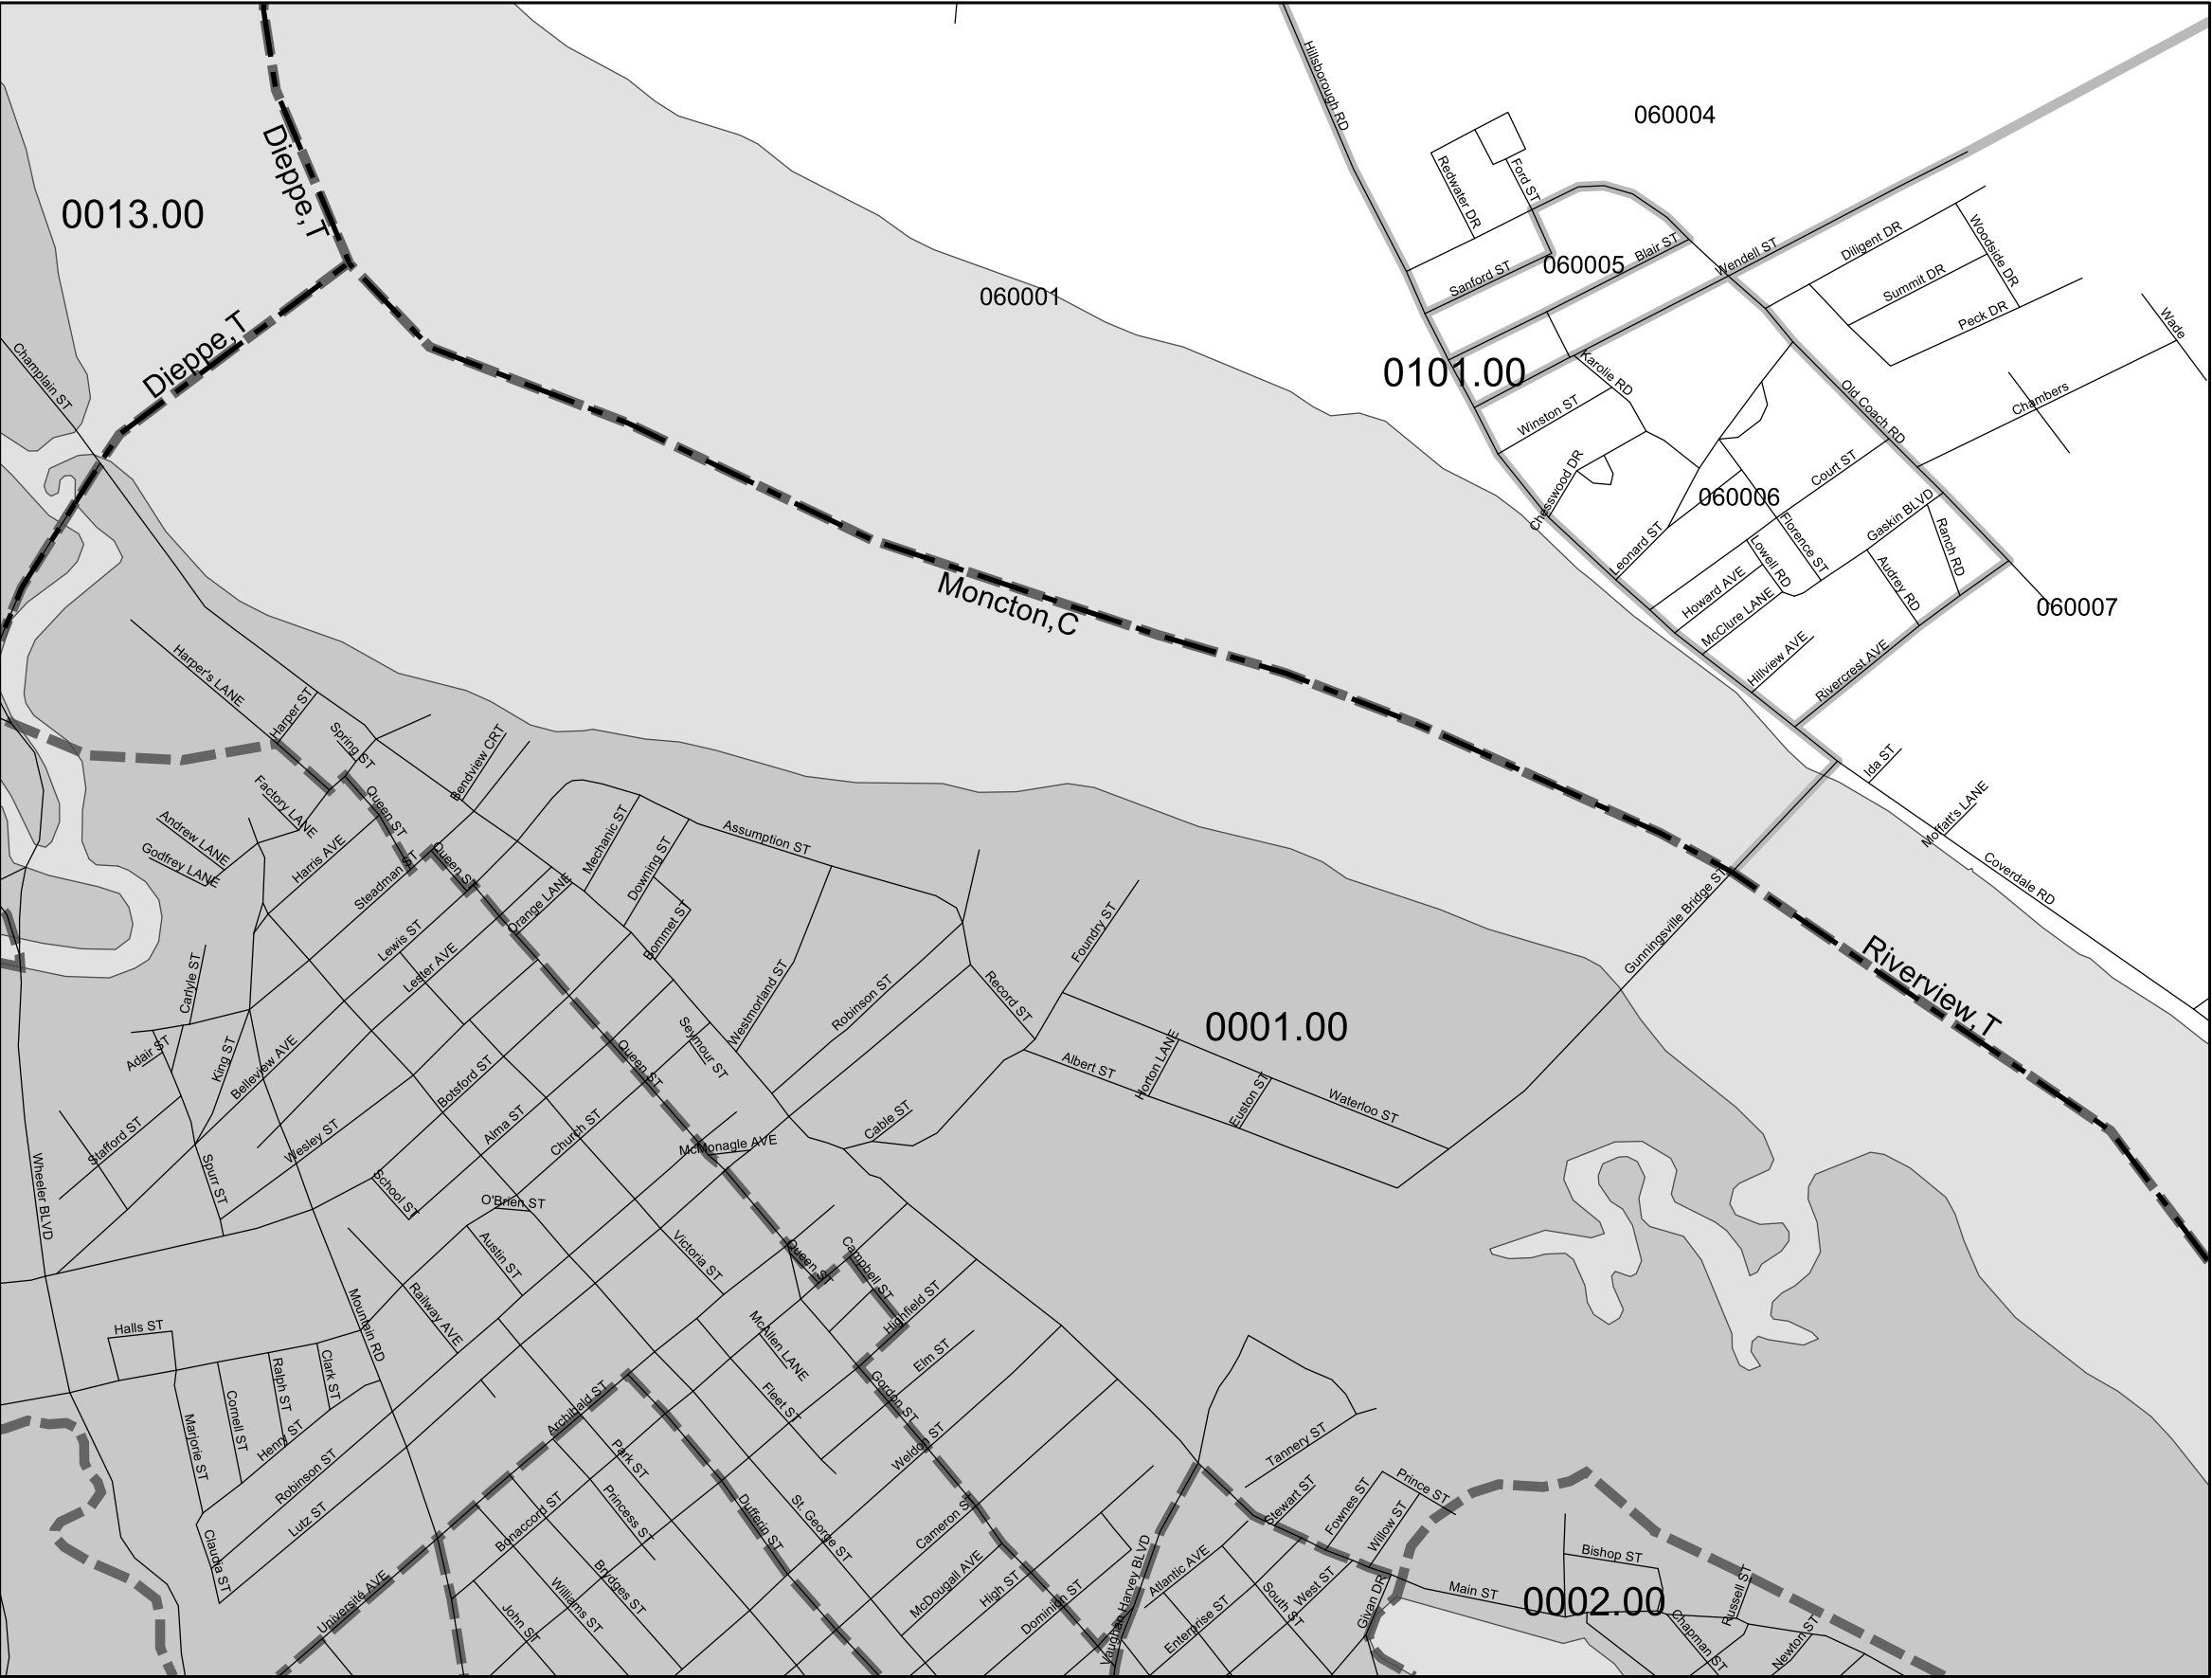 Hillsborough RD
060004
Redwater DR
Ford ST
0013.00
Dieppe,T
Dieppe,T
Champlain ST
060001
Sanford ST
060005
Blair ST
Wendell ST
Diligent DR
Woodside DR
Summit DR
Peck DR
Wade
Chambers
0101.00
Karolie RD
Winston ST
Old Coach RD
Court ST
Chesswood DR
060006
Gaskin BLVD
Leonard ST
Florence ST
Ranch RD
Lowell RD
Howard AVE
Audrey RD
McClure LANE
060007
Hillview AVE
Rivercrest AVE
Moncton,C
Harper's LANE
Harper ST
Spring ST
Bendview CRT
Ida ST
Moffatt's LANE
Coverdale RD
Factory LANE
Queen ST
Andrew LANE
Godfrey LANE
Harris AVE
Steadman ST
Queen ST
Mechanic ST
Downing ST
Assumption ST
Orange LANE
Bommet ST
Lewis ST
Lester AVE
Carlyle ST
Westmorland ST
Robinson ST
Record ST
Foundry ST
Gunningsville Bridge ST
Riverview,T
0001.00
Adair ST
King ST
Belleview AVE
Botsford ST
Queen ST
Seymour ST
Albert ST
Horton LANE
Euston ST
Waterloo ST
Stafford ST
Wesley ST
Alma ST
Church ST
McMonagle AVE
Cable ST
Wheeler BLVD
Spurr ST
School ST
O'Brien ST
Austin ST
Victoria ST
Queen ST
Campbell ST
Highfield ST
Mountain RD
Railway AVE
McAllen LANE
Elm ST
Halls ST
Clark ST
Ralph ST
Cornell ST
Marjorie ST
Henry ST
Archibald ST
Fleet ST
Gordon ST
Weldon ST
Robinson ST
Lutz ST
Park ST
Princess ST
Bonaccord ST
Dufferin ST
St. George ST
Cameron ST
Tannery ST
Stewart ST
Fownes ST
Willow ST
Prince ST
Claudia ST
Université AVE
John ST
Williams ST
Brydges ST
McDougall AVE
High ST
Dominion ST
Vaughan Harvey BLVD
Atlantic AVE
Enterprise ST
South ST
West ST
Givan DR
Main ST
Bishop ST
0002.00
Russell ST
Chapman ST
Newton ST